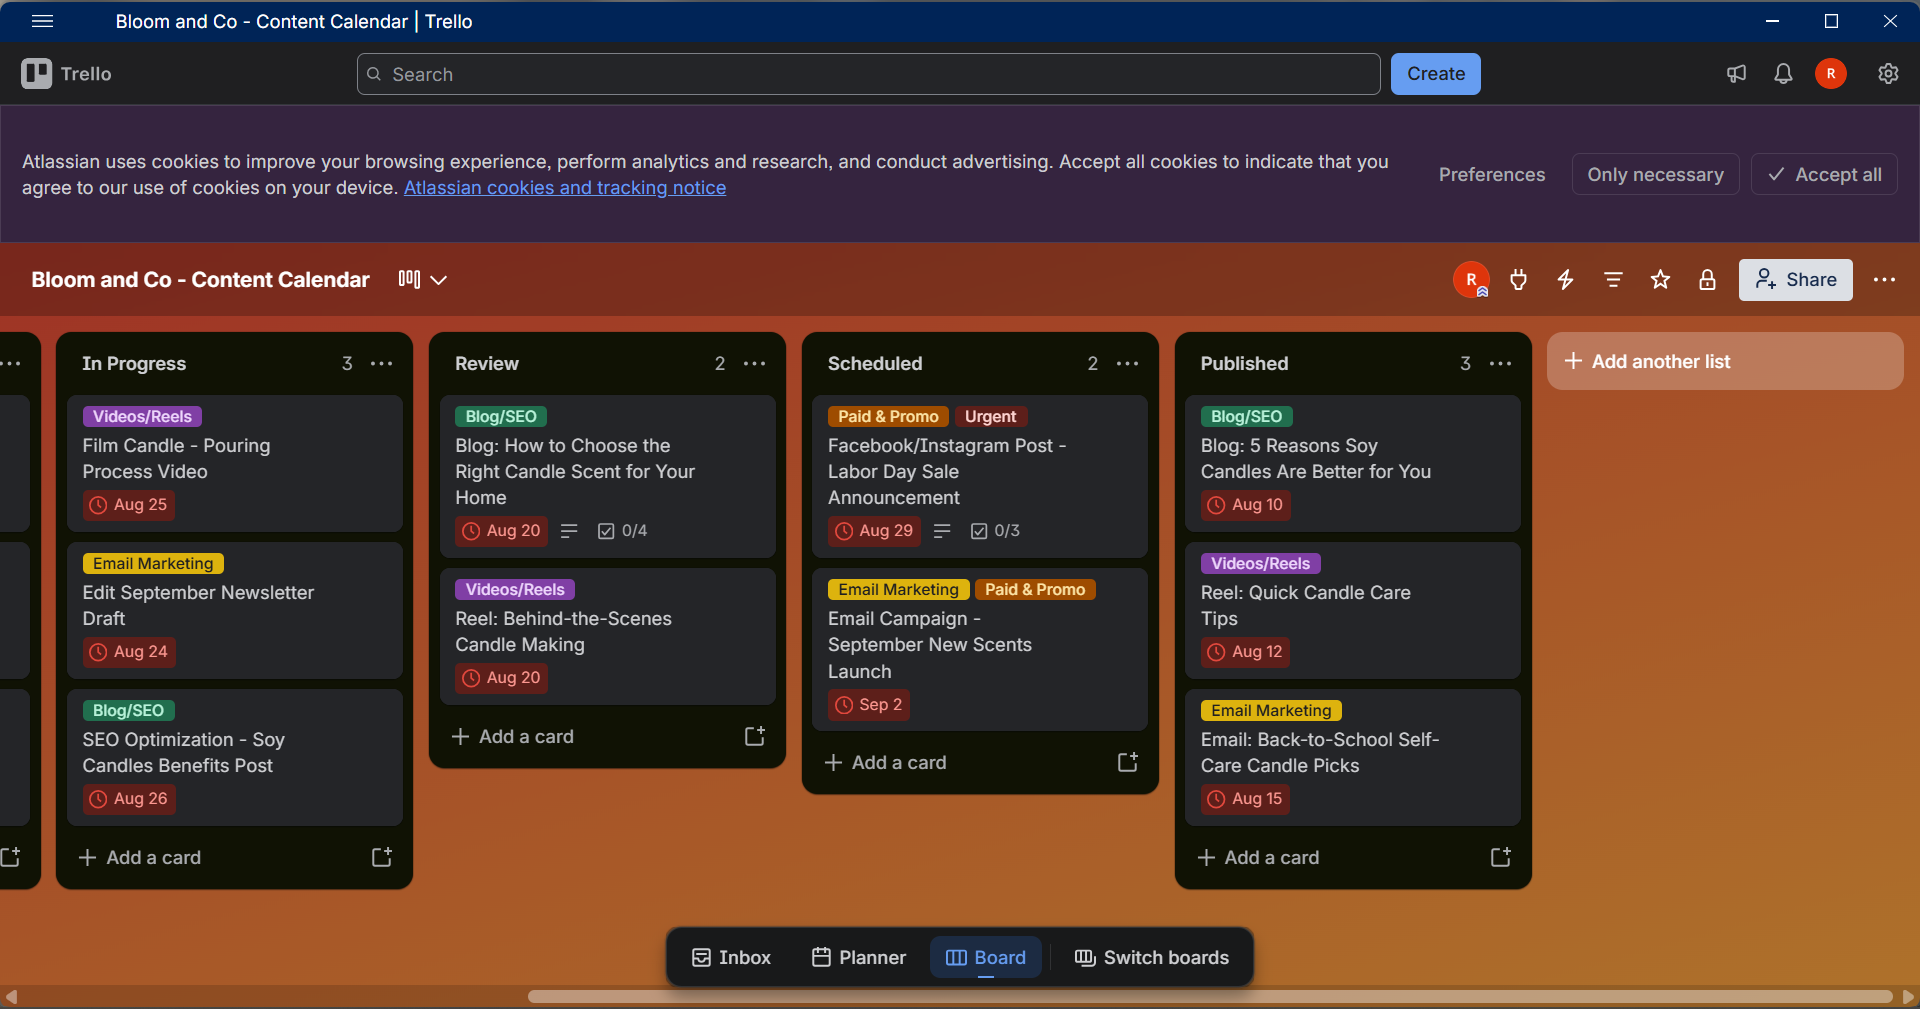 Bloom and Co - Content Calendar | Trello
Trello
Search
Create
R
Atlassian uses cookies to improve your browsing experience, perform analytics and research, and conduct advertising. Accept all cookies to indicate that you
agree to our use of cookies on your device. Atlassian cookies and tracking notice
Preferences
Only necessary
Accept all
Bloom and Co - Content Calendar
R
Share
In Progress
3
Videos/Reels
Film Candle - Pouring
Process Video
Aug 25
Email Marketing
Edit September Newsletter
Draft
Aug 24
Blog/SEO
SEO Optimization - Soy
Candles Benefits Post
Aug 26
Add a card
Review
2
Blog/SEO
Blog: How to Choose the
Right Candle Scent for Your
Home
Aug 20
0/4
Videos/Reels
Reel: Behind-the-Scenes
Candle Making
Aug 20
Add a card
Scheduled
2
Paid & Promo
Urgent
Facebook/Instagram Post -
Labor Day Sale
Announcement
Aug 29
0/3
Email Marketing
Paid & Promo
Email Campaign -
September New Scents
Launch
Sep 2
Add a card
Published
3
Blog/SEO
Blog: 5 Reasons Soy
Candles Are Better for You
Aug 10
Videos/Reels
Reel: Quick Candle Care
Tips
Aug 12
Email Marketing
Email: Back-to-School Self-
Care Candle Picks
Aug 15
Add a card
Add another list
Inbox
Planner
Board
Switch boards